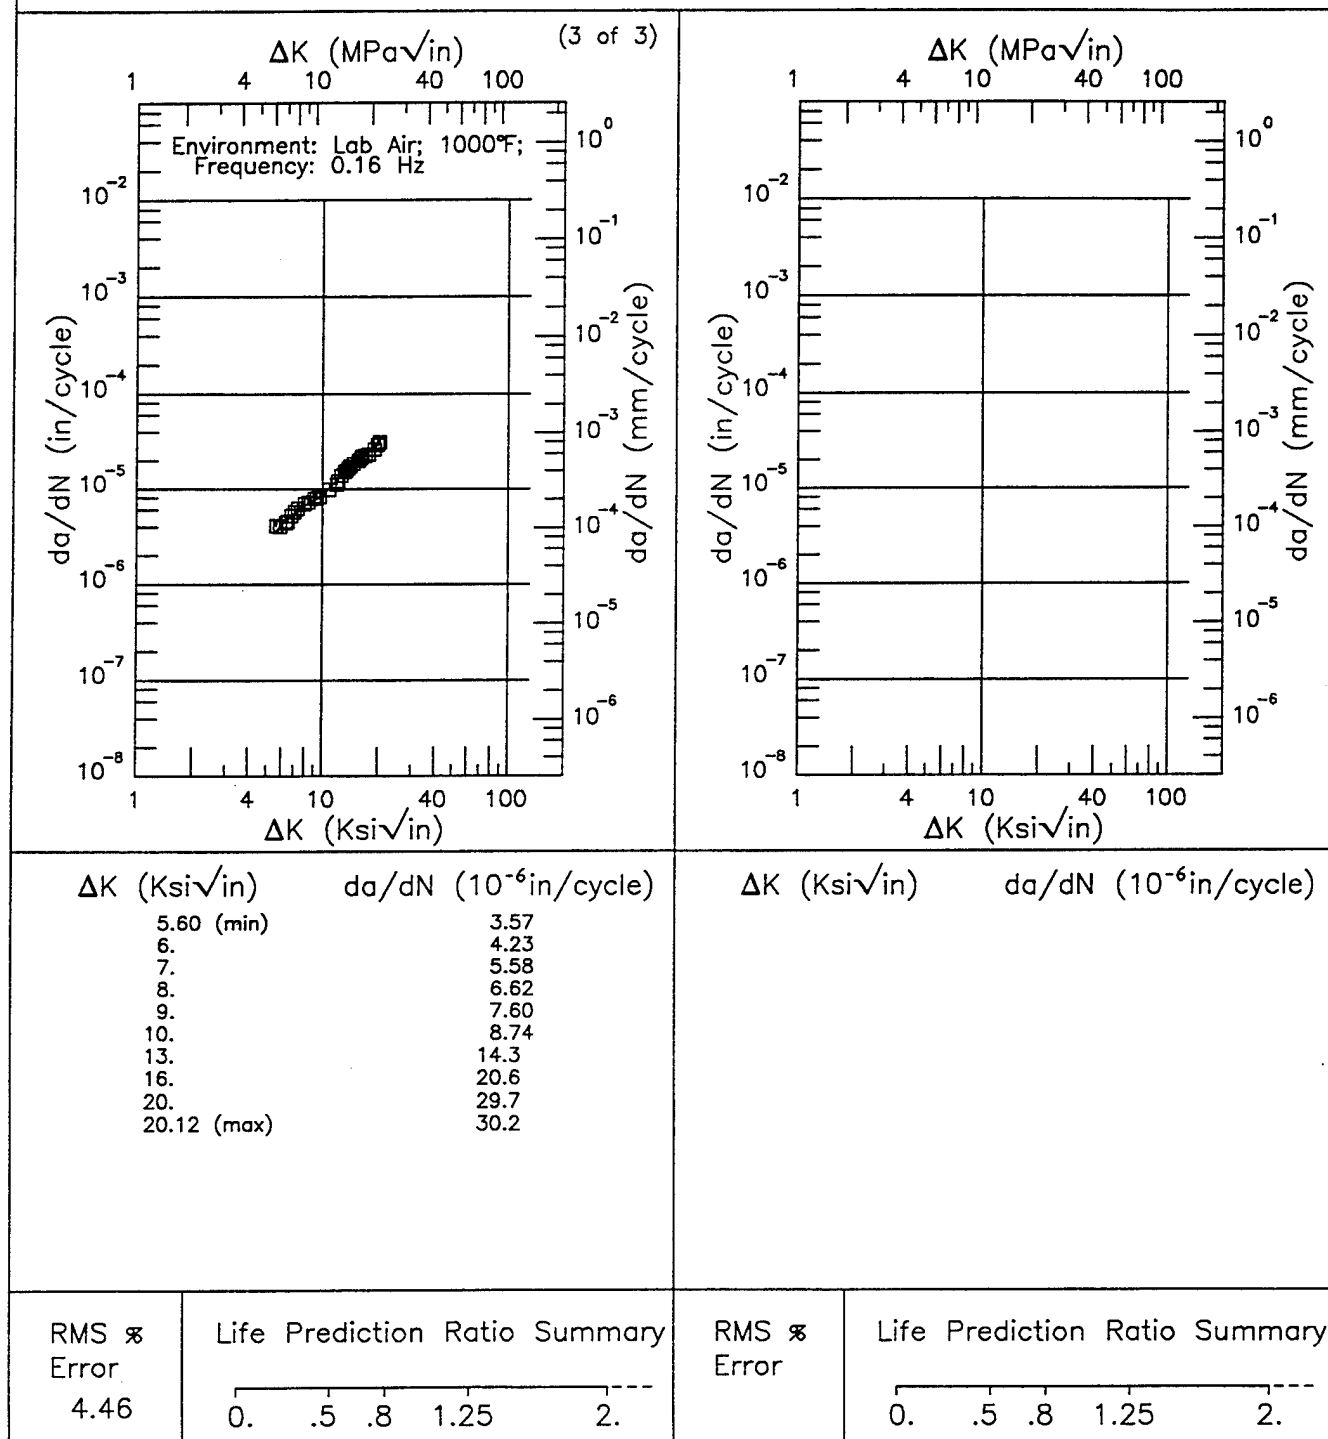 (3 of 3)
ΔK (MPa√in)
1 4 10 40 100
Environment: Lab Air; 1000°F;
Frequency: 0.16 Hz
10⁻²
10⁻³
10⁻⁴
10⁻⁵
10⁻⁶
10⁻⁷
10⁻⁸
da/dN (in/cycle)
10⁰
10⁻¹
10⁻²
10⁻³
10⁻⁴
10⁻⁵
10⁻⁶
da/dN (mm/cycle)
1 4 10 40 100
ΔK (Ksi√in)
ΔK (MPa√in)
1 4 10 40 100
10⁻²
10⁻³
10⁻⁴
10⁻⁵
10⁻⁶
10⁻⁷
10⁻⁸
da/dN (in/cycle)
10⁰
10⁻¹
10⁻²
10⁻³
10⁻⁴
10⁻⁵
10⁻⁶
da/dN (mm/cycle)
1 4 10 40 100
ΔK (Ksi√in)
ΔK (Ksi√in) da/dN (10⁻⁶in/cycle)
5.60 (min) 3.57
6. 4.23
7. 5.58
8. 6.62
9. 7.60
10. 8.74
13. 14.3
16. 20.6
20. 29.7
20.12 (max) 30.2
ΔK (Ksi√in) da/dN (10⁻⁶in/cycle)
RMS %
Error
4.46
Life Prediction Ratio Summary
0. .5 .8 1.25 2.
RMS %
Error
Life Prediction Ratio Summary
0. .5 .8 1.25 2.